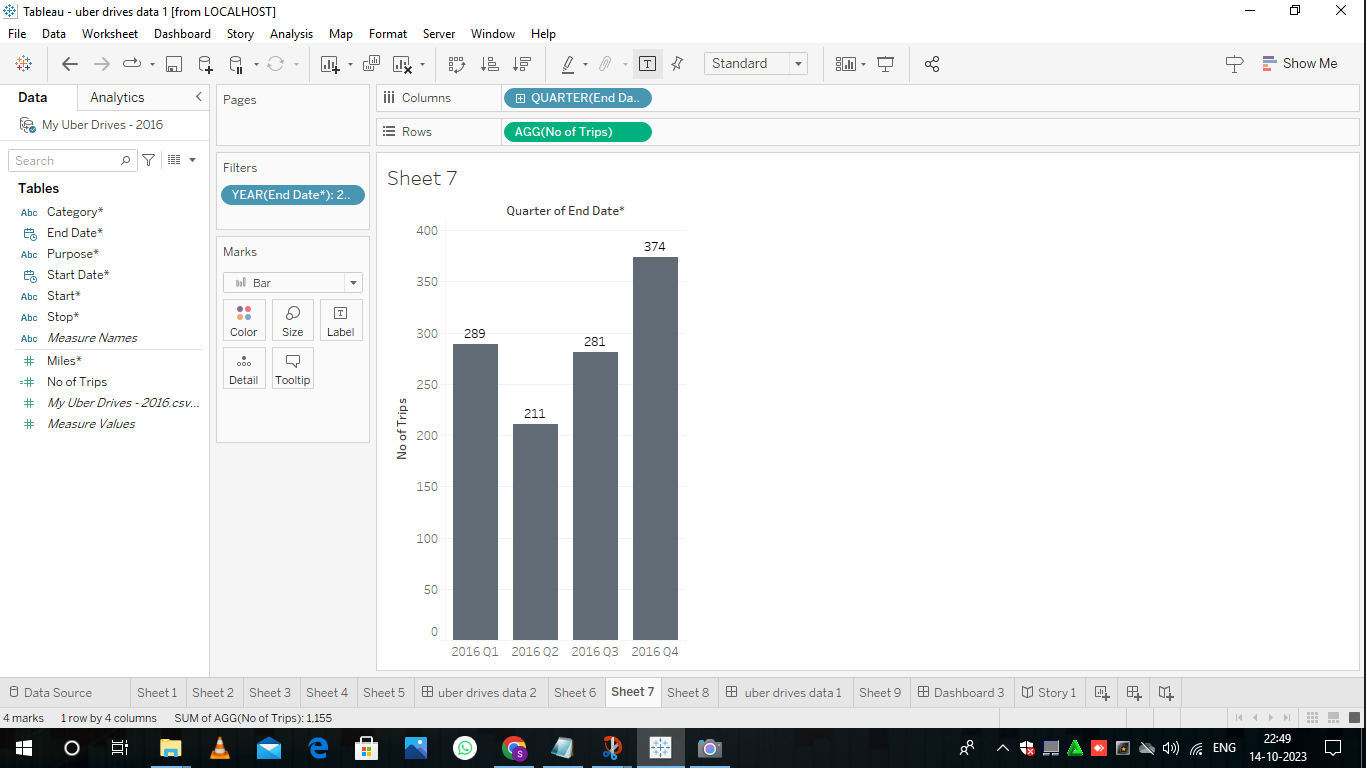 Tableau - uber drives data 1 [from LOCALHOST]
File Data Worksheet Dashboard Story Analysis Map Format Server Window Help
Standard
Show Me
Data Analytics
My Uber Drives - 2016
Search
Tables
Abc Category*
End Date*
Abc Purpose*
Start Date*
Abc Start*
Abc Stop*
Abc Measure Names
# Miles*
=# No of Trips
# My Uber Drives - 2016.csv...
# Measure Values
Pages
Filters
YEAR(End Date*): 2..
Marks
Bar
Color Size Label
Detail Tooltip
Columns QUARTER(End Da..
Rows AGG(No of Trips)
Sheet 7
Quarter of End Date*
No of Trips
400
350
300
250
200
150
100
50
0
289
211
281
374
2016 Q1 2016 Q2 2016 Q3 2016 Q4
Data Source Sheet 1 Sheet 2 Sheet 3 Sheet 4 Sheet 5 uber drives data 2 Sheet 6 Sheet 7 Sheet 8 uber drives data 1 Sheet 9 Dashboard 3 Story 1
4 marks 1 row by 4 columns SUM of AGG(No of Trips): 1,155
ENG
22:49
14-10-2023